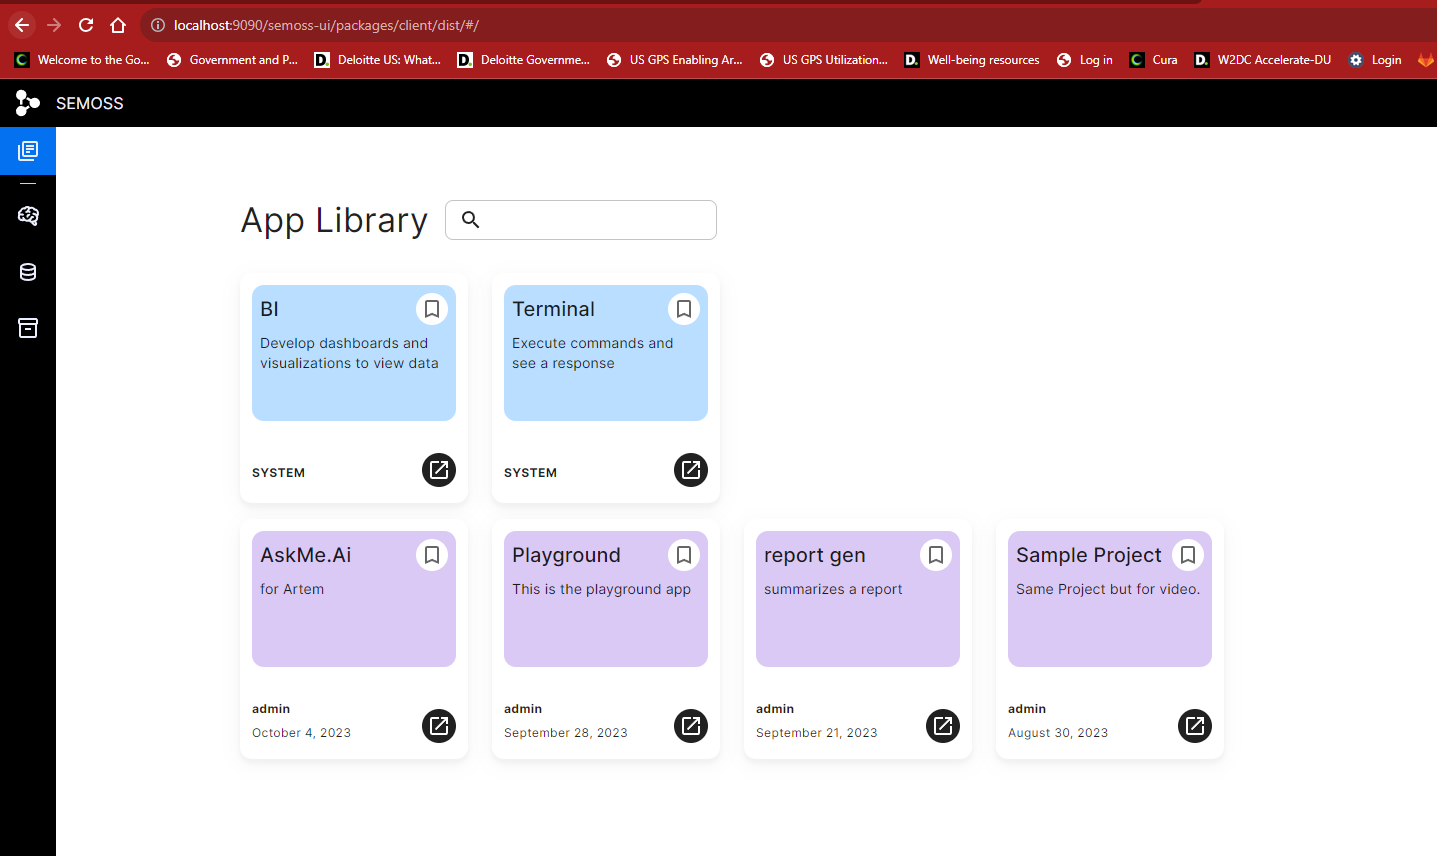 localhost:9090/semoss-ui/packages/client/dist/#/
Welcome to the Go...
Government and P...
Deloitte US: What...
Deloitte Governme...
US GPS Enabling Ar...
US GPS Utilization...
Well-being resources
Log in
Cura
W2DC Accelerate-DU
Login
SEMOSS
App Library
BI
Develop dashboards and
visualizations to view data
SYSTEM
Terminal
Execute commands and
see a response
SYSTEM
AskMe.Ai
for Artem
admin
October 4, 2023
Playground
This is the playground app
admin
September 28, 2023
report gen
summarizes a report
admin
September 21, 2023
Sample Project
Same Project but for video.
admin
August 30, 2023